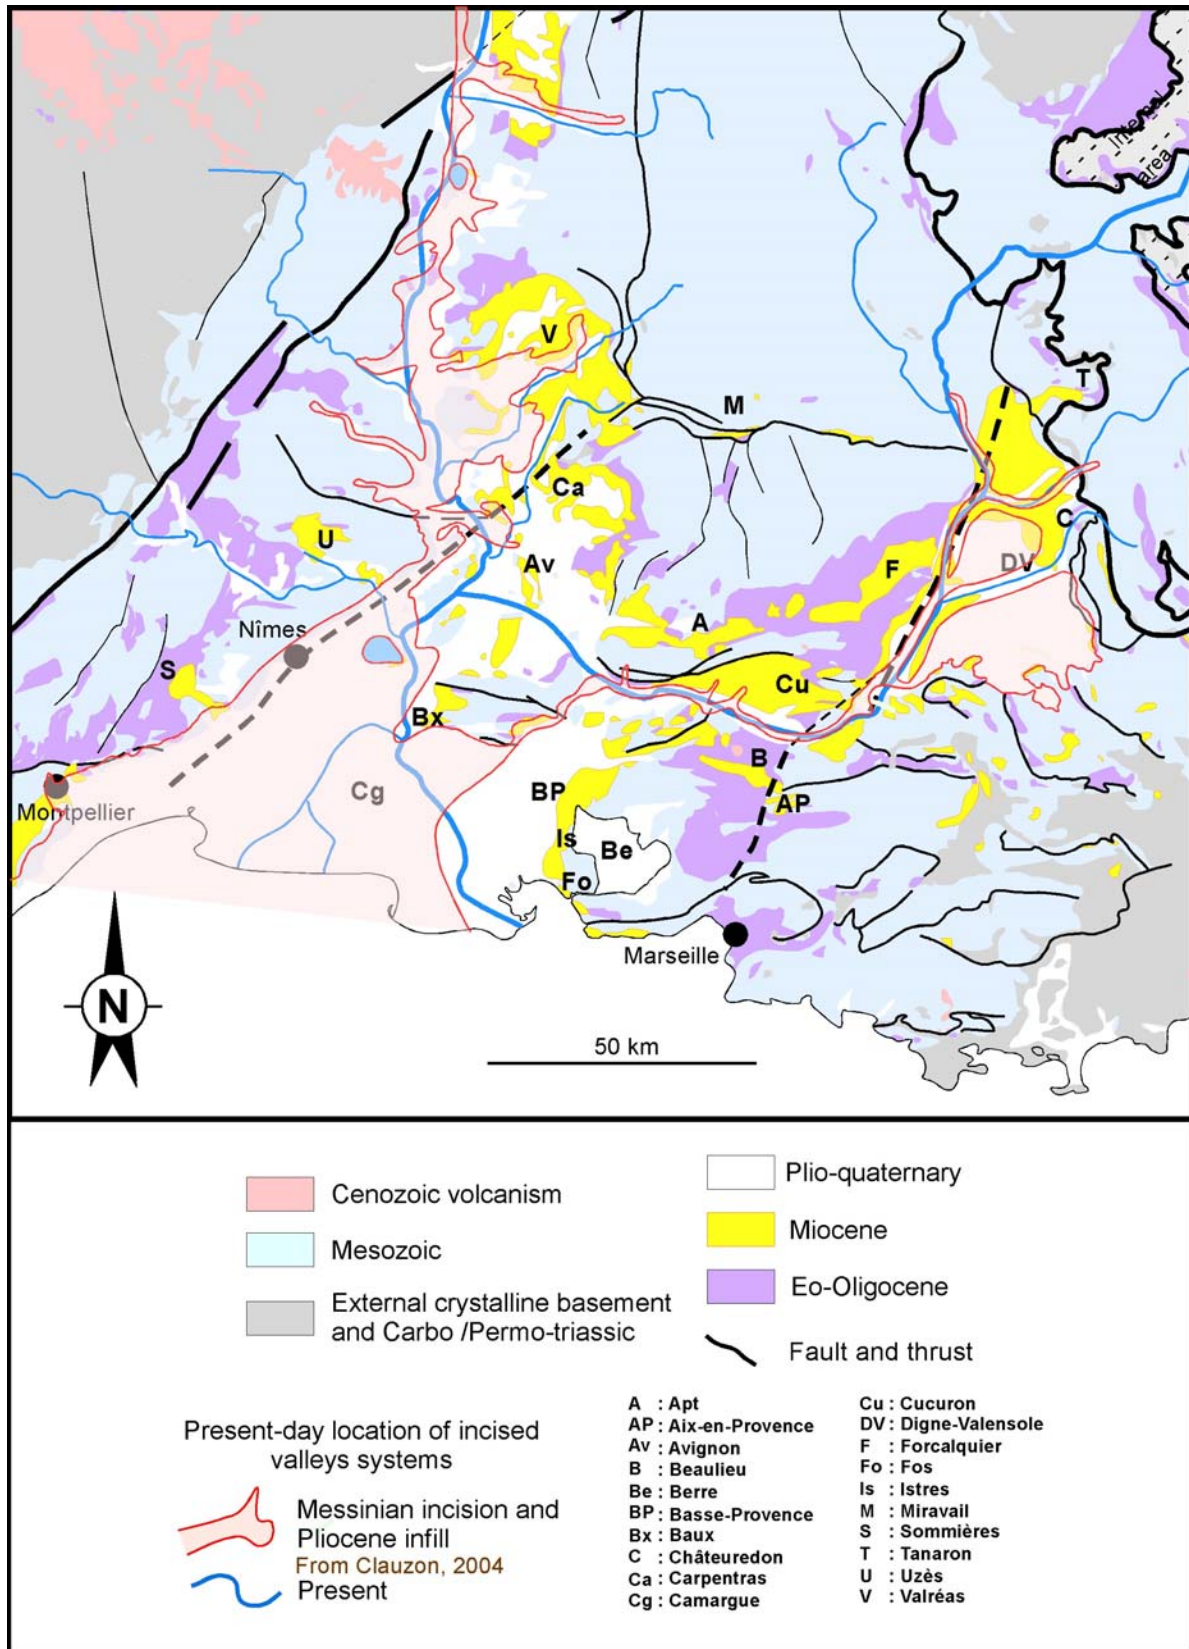 Internal
area
V
T
M
Ca
C
U
Av
F
DV
A
Nîmes
S
Cu
Bx
B
Montpellier
Cg
BP
AP
Is
Be
Fo
Marseille
N
50 km
Cenozoic volcanism
Mesozoic
External crystalline basement
and Carbo /Permo-triassic
Plio-quaternary
Miocene
Eo-Oligocene
Fault and thrust
Present-day location of incised
valleys systems
Messinian incision and
Pliocene infill
From Clauzon, 2004
Present
A : Apt
AP : Aix-en-Provence
Av : Avignon
B : Beaulieu
Be : Berre
BP : Basse-Provence
Bx : Baux
C : Châteuredon
Ca : Carpentras
Cg : Camargue
Cu : Cucuron
DV : Digne-Valensole
F : Forcalquier
Fo : Fos
Is : Istres
M : Miravail
S : Sommières
T : Tanaron
U : Uzès
V : Valréas